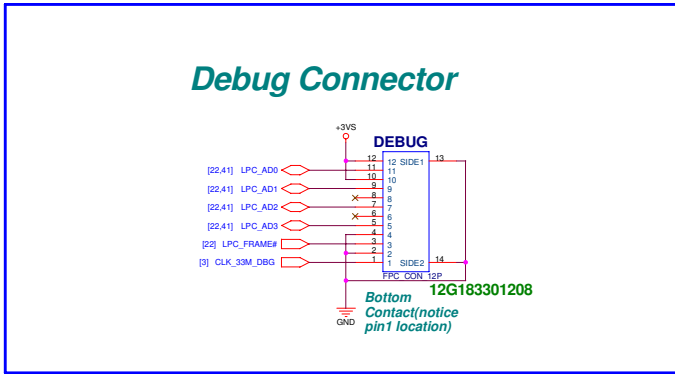 Debug Connector
+3VS
DEBUG
12 12 SIDE1 13
[22,41] LPC_AD0 11 11
10 10
[22,41] LPC_AD1 9 9
8 8
[22,41] LPC_AD2 7 7
6 6
[22,41] LPC_AD3 5 5
4 4
[22] LPC_FRAME# 3 3
2 2
[3] CLK_33M_DBG 1 1 SIDE2 14
FPC_CON_12P
12G183301208
GND
Bottom
Contact(notice
pin1 location)